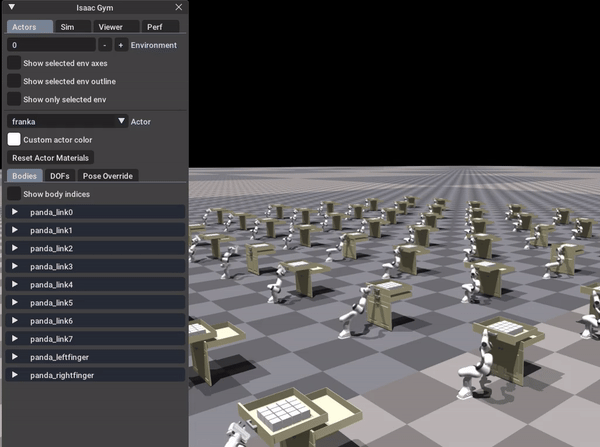 Isaac Gym
Actors Sim Viewer Perf
0 - + Environment
Show selected env axes
Show selected env outline
Show only selected env
franka Actor
Custom actor color
Reset Actor Materials
Bodies DOFs Pose Override
Show body indices
panda_link0
panda_link1
panda_link2
panda_link3
panda_link4
panda_link5
panda_link6
panda_link7
panda_leftfinger
panda_rightfinger